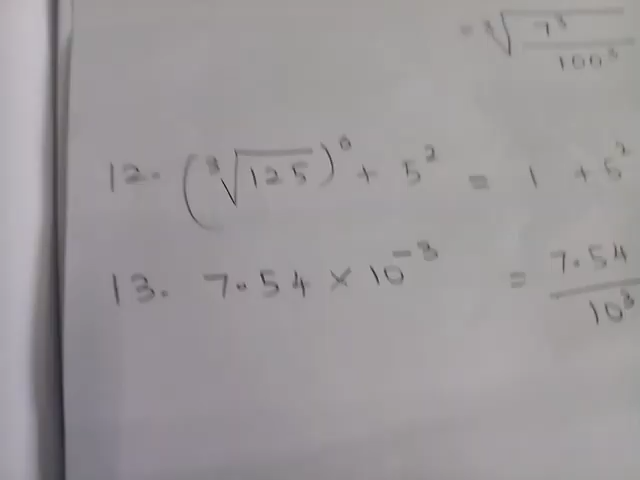 = ∛(7³/100³)
12. (∛125)⁰ + 5² = 1 + 5²
13. 7.54 × 10⁻³ = 7.54/10³